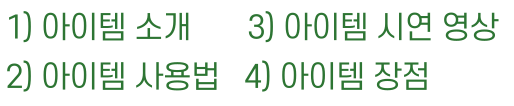 1) 아이템 소개 3) 아이템 시연 영상
2) 아이템 사용법 4) 아이템 장점